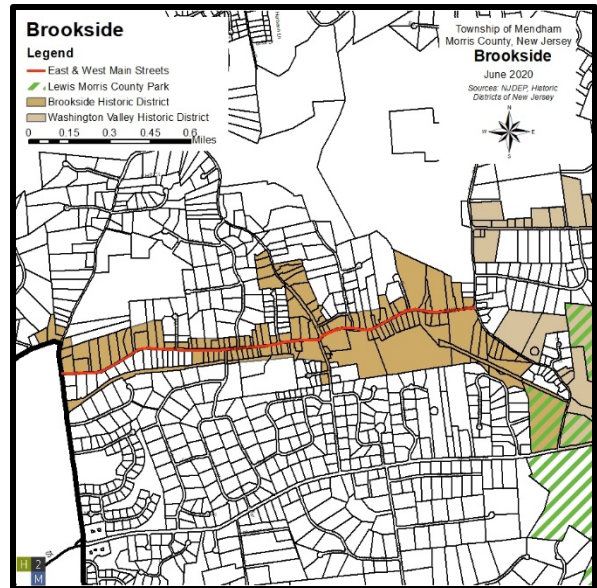 Brookside
Legend
East & West Main Streets
Lewis Morris County Park
Brookside Historic District
Washington Valley Historic District
0 0.15 0.3 0.45 0.6
Miles
Township of Mendham
Morris County, New Jersey
Brookside
June 2020
Sources: NJDEP, Historic
Districts of New Jersey
N
W E
S
H 2
M